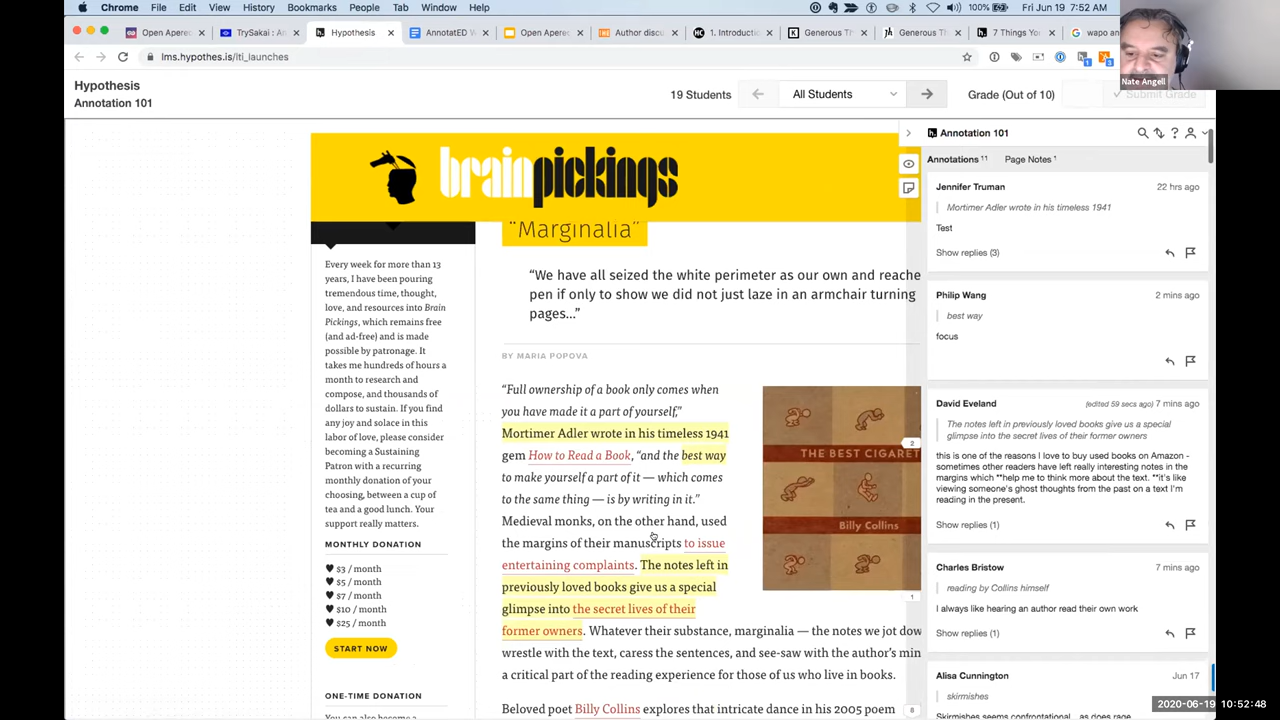 Chrome File Edit View History Bookmarks People Tab Window Help
100% Fri Jun 19 7:52 AM
Open Apere
TrySakai : A
Hypothesis
AnnotatED W
Open Apere
Author discu
1. Introduct
Generous Th
Generous Th
7 Things You
wapo an
lms.hypothes.is/lti_launches
Nate Angell
Hypothesis
Annotation 101
19 Students
All Students
Grade (Out of 10)
Submit Grade
brainpickings
"Marginalia"
"We have all seized the white perimeter as our own and reache
pen if only to show we did not just laze in an armchair turning
pages…"
BY MARIA POPOVA
Every week for more than 13
years, I have been pouring
tremendous time, thought,
love, and resources into Brain
Pickings, which remains free
(and ad-free) and is made
possible by patronage. It
takes me hundreds of hours a
month to research and
compose, and thousands of
dollars to sustain. If you find
any joy and solace in this
labor of love, please consider
becoming a Sustaining
Patron with a recurring
monthly donation of your
choosing, between a cup of
tea and a good lunch. Your
support really matters.
MONTHLY DONATION
♥ $3 / month
♥ $5 / month
♥ $7 / month
♥ $10 / month
♥ $25 / month
START NOW
ONE-TIME DONATION
You can also become a
"Full ownership of a book only comes when
you have made it a part of yourself,"
Mortimer Adler wrote in his timeless 1941
gem How to Read a Book, "and the best way
to make yourself a part of it — which comes
to the same thing — is by writing in it."
Medieval monks, on the other hand, used
the margins of their manuscripts to issue
entertaining complaints. The notes left in
previously loved books give us a special
glimpse into the secret lives of their
former owners. Whatever their substance, marginalia — the notes we jot dow
wrestle with the text, caress the sentences, and see-saw with the author's min
a critical part of the reading experience for those of us who live in books.
Beloved poet Billy Collins explores that intricate dance in his 2005 poem
THE BEST CIGARET
Billy Collins
2
1
8
Annotation 101
Annotations 11 Page Notes 1
Jennifer Truman 22 hrs ago
Mortimer Adler wrote in his timeless 1941
Test
Show replies (3)
Philip Wang 2 mins ago
best way
focus
David Eveland (edited 59 secs ago) 7 mins ago
The notes left in previously loved books give us a special
glimpse into the secret lives of their former owners
this is one of the reasons I love to buy used books on Amazon -
sometimes other readers have left really interesting notes in the
margins which **help me to think more about the text. **it's like
viewing someone's ghost thoughts from the past on a text I'm
reading in the present.
Show replies (1)
Charles Bristow 7 mins ago
reading by Collins himself
I always like hearing an author read their own work
Show replies (1)
Alisa Cunnington Jun 17
skirmishes
Skirmishes seems confrontational
2020-06-19 10:52:48